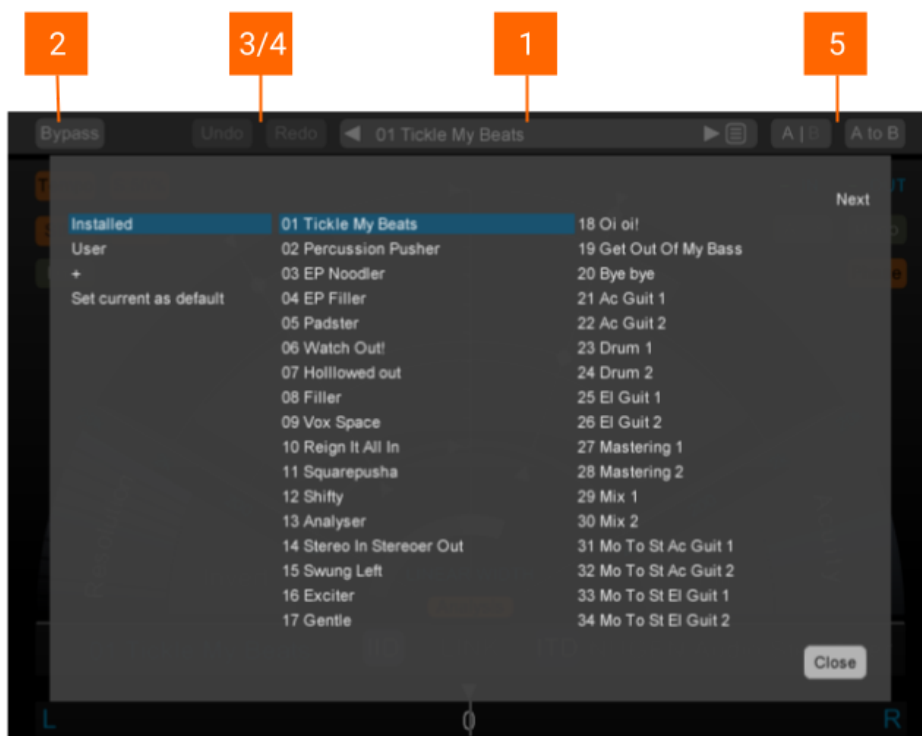 2
3/4
1
5
Bypass
Undo
Redo
01 Tickle My Beats
A | B
A to B
Next
Installed
User
+
Set current as default
01 Tickle My Beats
02 Percussion Pusher
03 EP Noodler
04 EP Filler
05 Padster
06 Watch Out!
07 Holllowed out
08 Filler
09 Vox Space
10 Reign It All In
11 Squarepusha
12 Shifty
13 Analyser
14 Stereo In Stereoer Out
15 Swung Left
16 Exciter
17 Gentle
18 Oi oi!
19 Get Out Of My Bass
20 Bye bye
21 Ac Guit 1
22 Ac Guit 2
23 Drum 1
24 Drum 2
25 El Guit 1
26 El Guit 2
27 Mastering 1
28 Mastering 2
29 Mix 1
30 Mix 2
31 Mo To St Ac Guit 1
32 Mo To St Ac Guit 2
33 Mo To St El Guit 1
34 Mo To St El Guit 2
Close
L
0
R